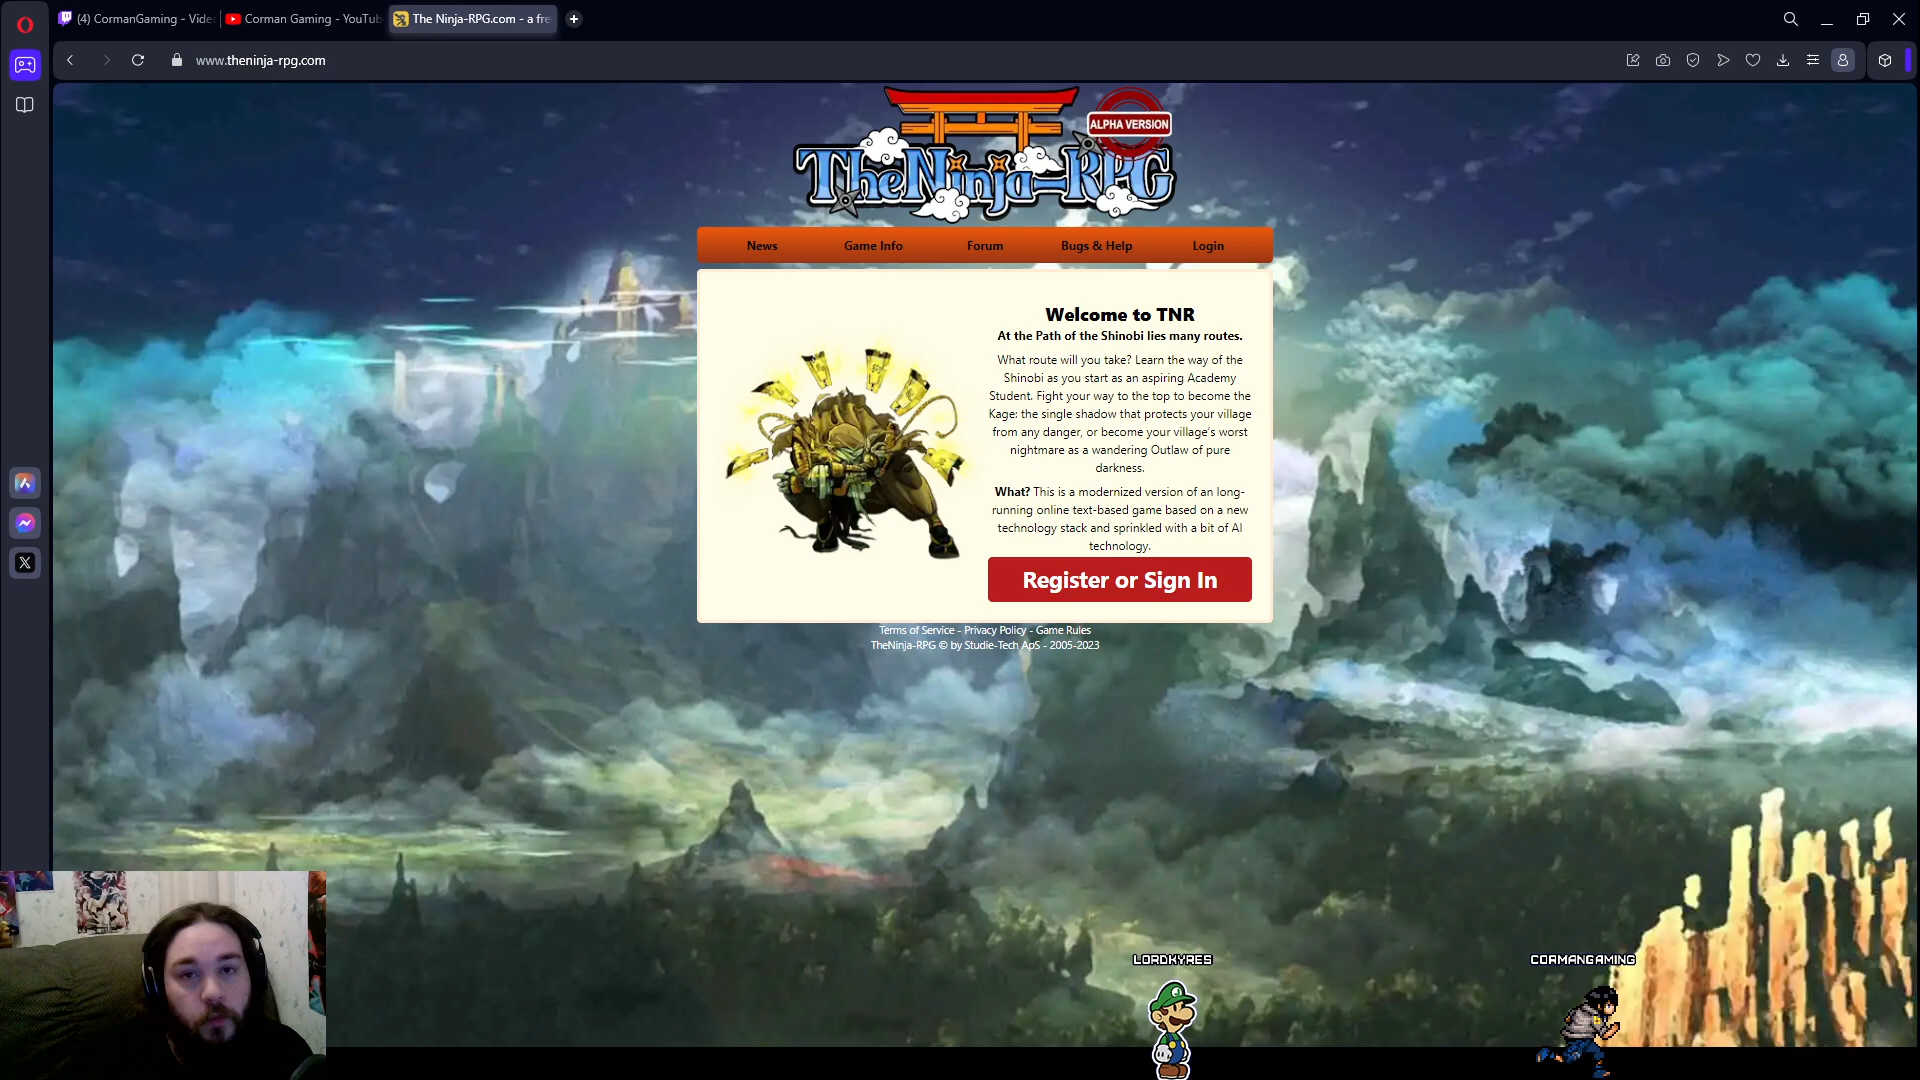 (4) CormanGaming - Vide
Corman Gaming - YouTub
The Ninja-RPG.com - a fre
www.theninja-rpg.com
ALPHA VERSION
TheNinja-RPG
News
Game Info
Forum
Bugs & Help
Login
Welcome to TNR
At the Path of the Shinobi lies many routes.
What route will you take? Learn the way of the
Shinobi as you start as an aspiring Academy
Student. Fight your way to the top to become the
Kage: the single shadow that protects your village
from any danger, or become your village's worst
nightmare as a wandering Outlaw of pure
darkness.
What? This is a modernized version of an long-
running online text-based game based on a new
technology stack and sprinkled with a bit of AI
technology.
Register or Sign In
Terms of Service - Privacy Policy - Game Rules
TheNinja-RPG © by Studie-Tech ApS - 2005-2023
LORDKYRES
CORMANGAMING